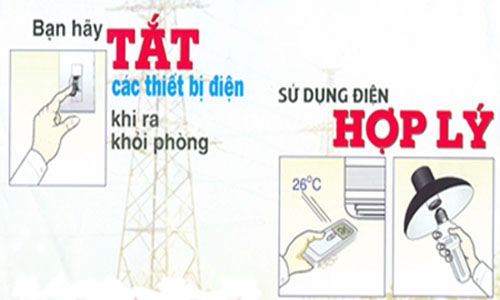 Bạn hãy
TẮT
các thiết bị điện
khi ra
khỏi phòng
SỬ DỤNG ĐIỆN
HỢP LÝ
26°C